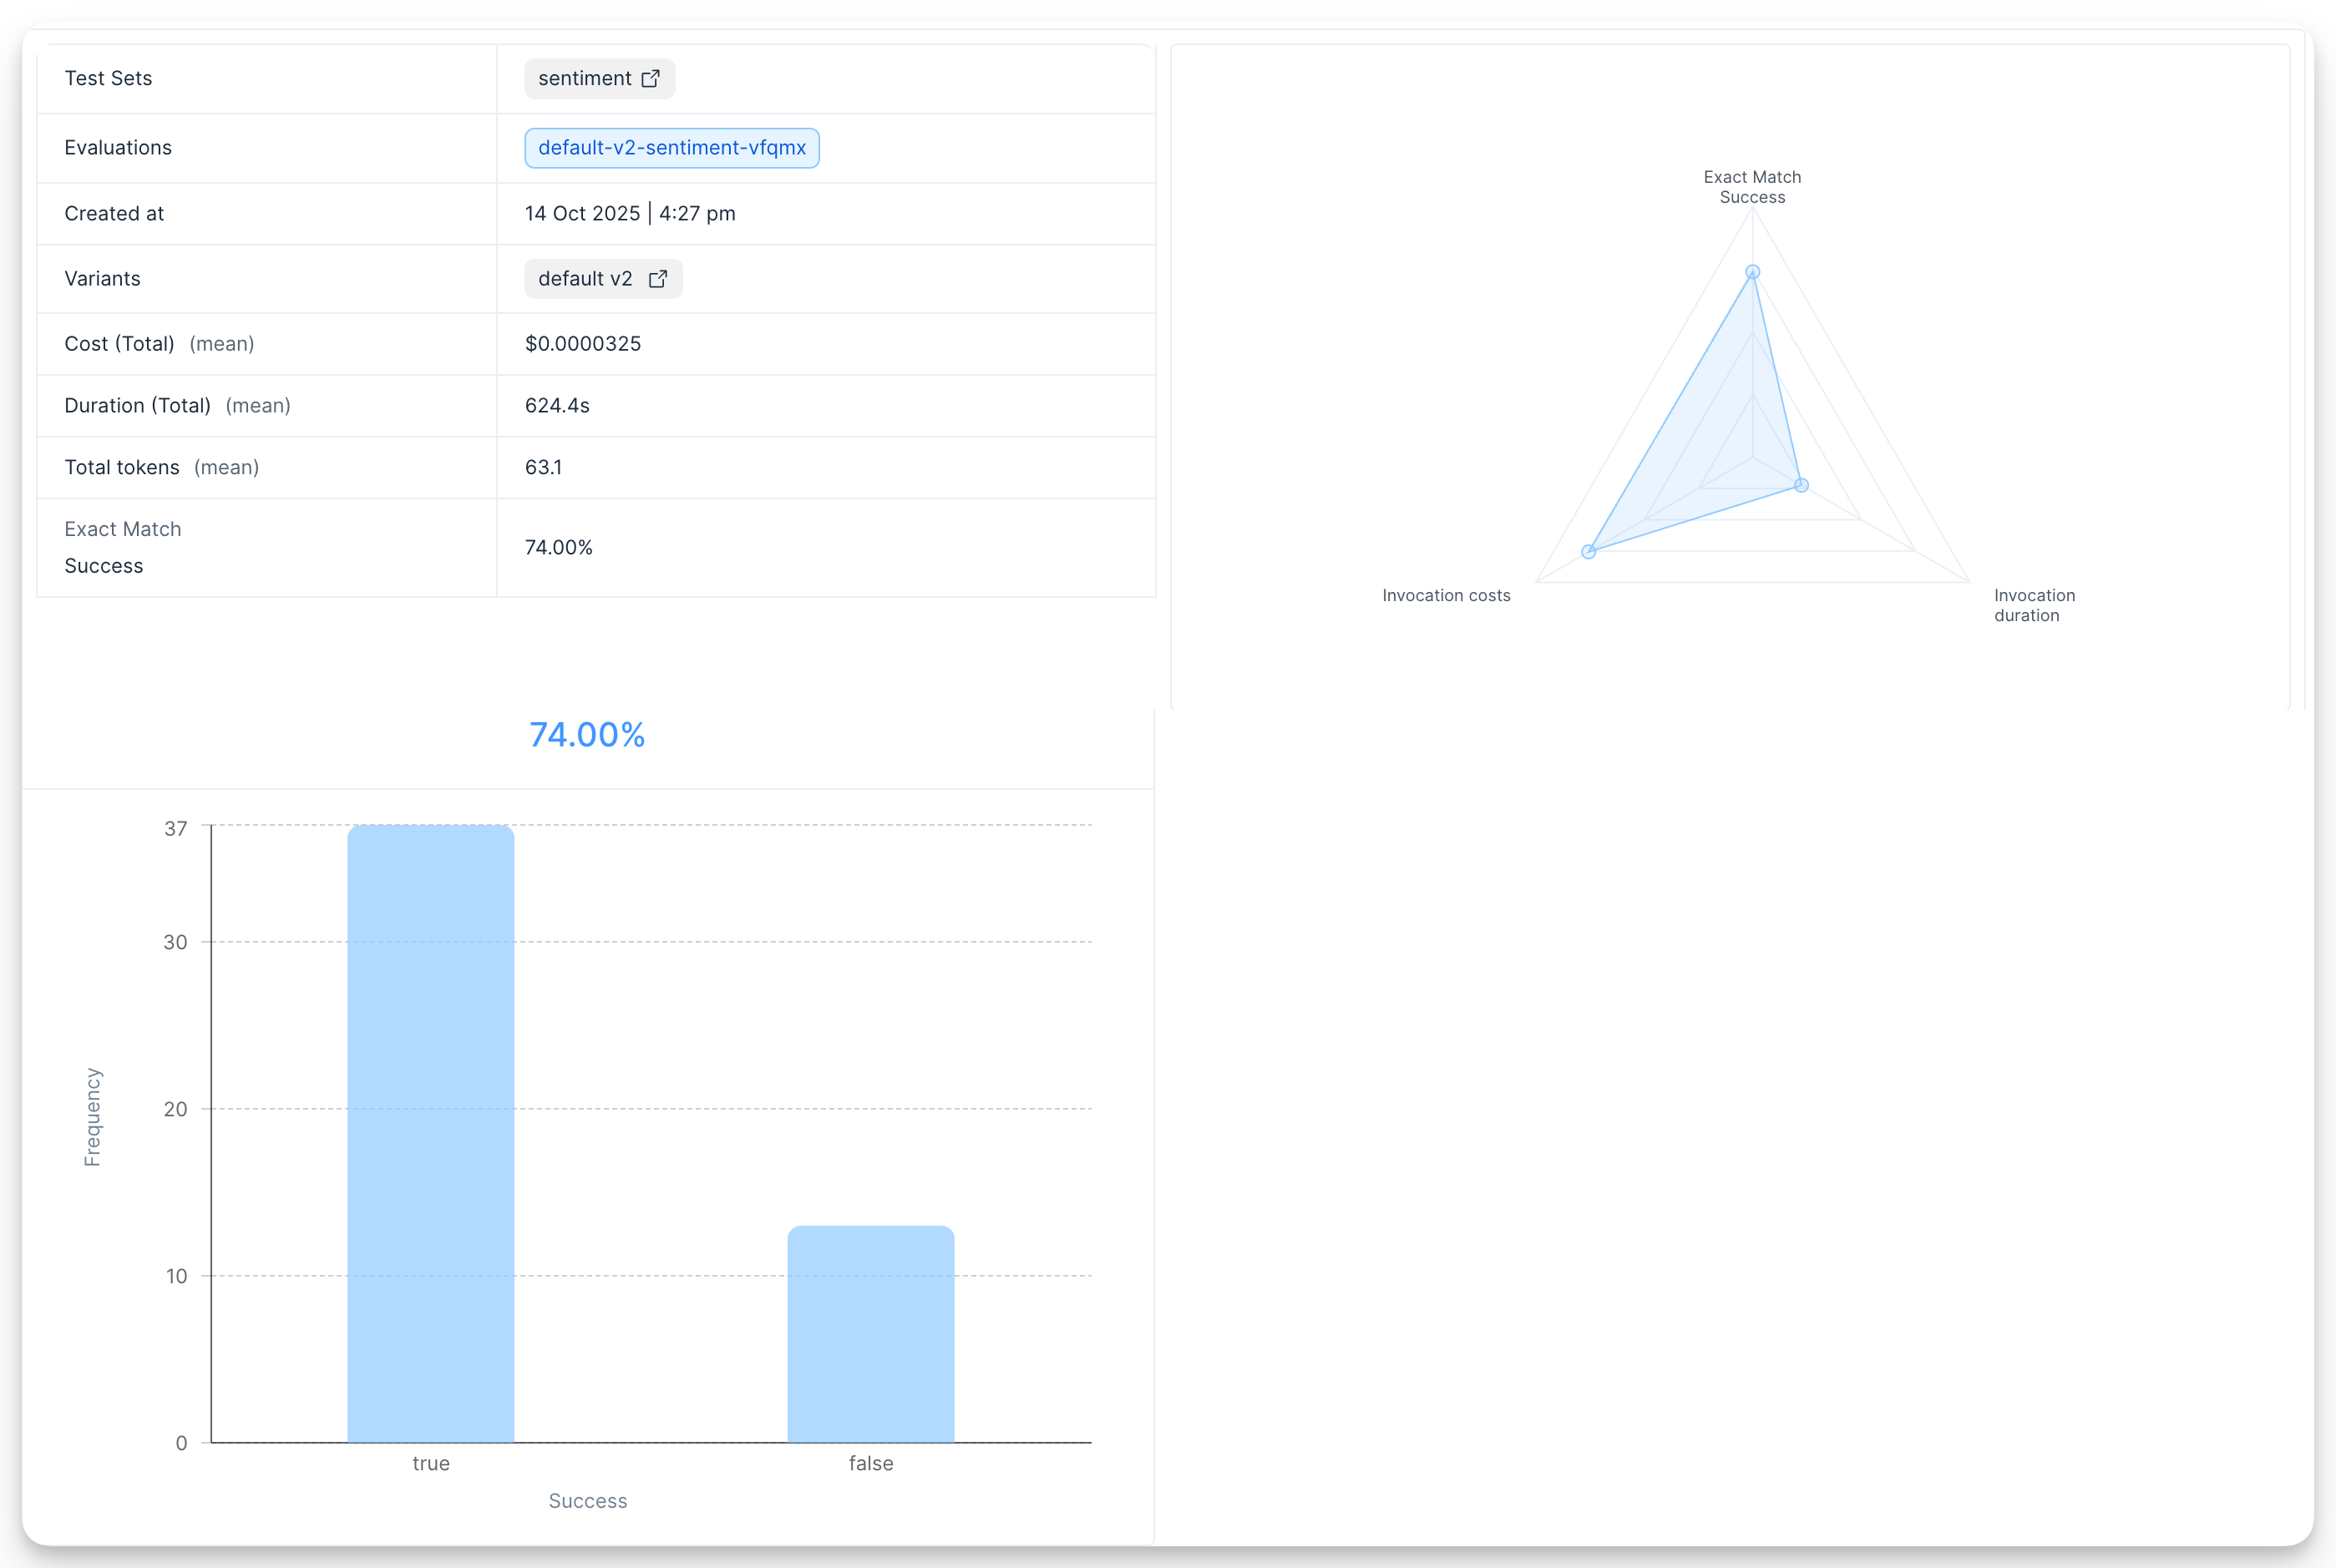 Test Sets
sentiment
Evaluations
default-v2-sentiment-vfqmx
Created at
14 Oct 2025 | 4:27 pm
Variants
default v2
Cost (Total) (mean)
$0.0000325
Duration (Total) (mean)
624.4s
Total tokens (mean)
63.1
Exact Match
Success
74.00%
Exact Match
Success
Invocation costs
Invocation
duration
74.00%
37
30
20
10
0
Frequency
true
false
Success